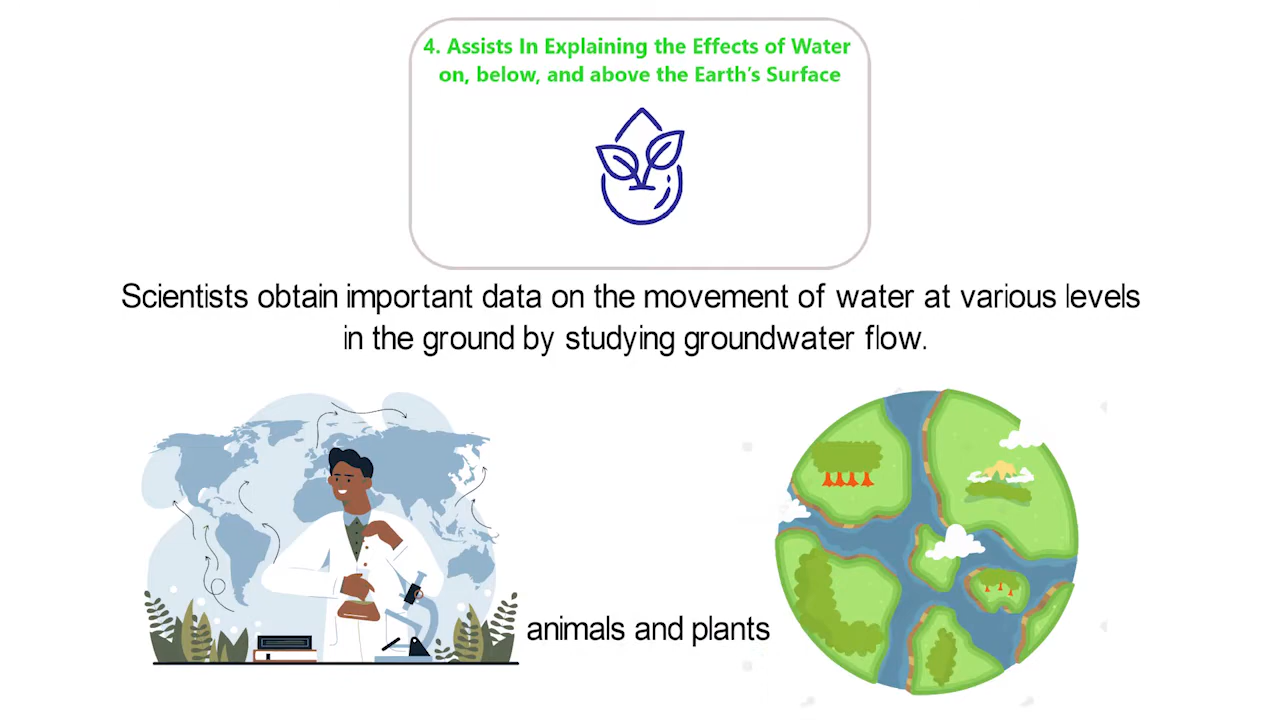 4. Assists In Explaining the Effects of Water
on, below, and above the Earth's Surface
Scientists obtain important data on the movement of water at various levels
in the ground by studying groundwater flow.
animals and plants